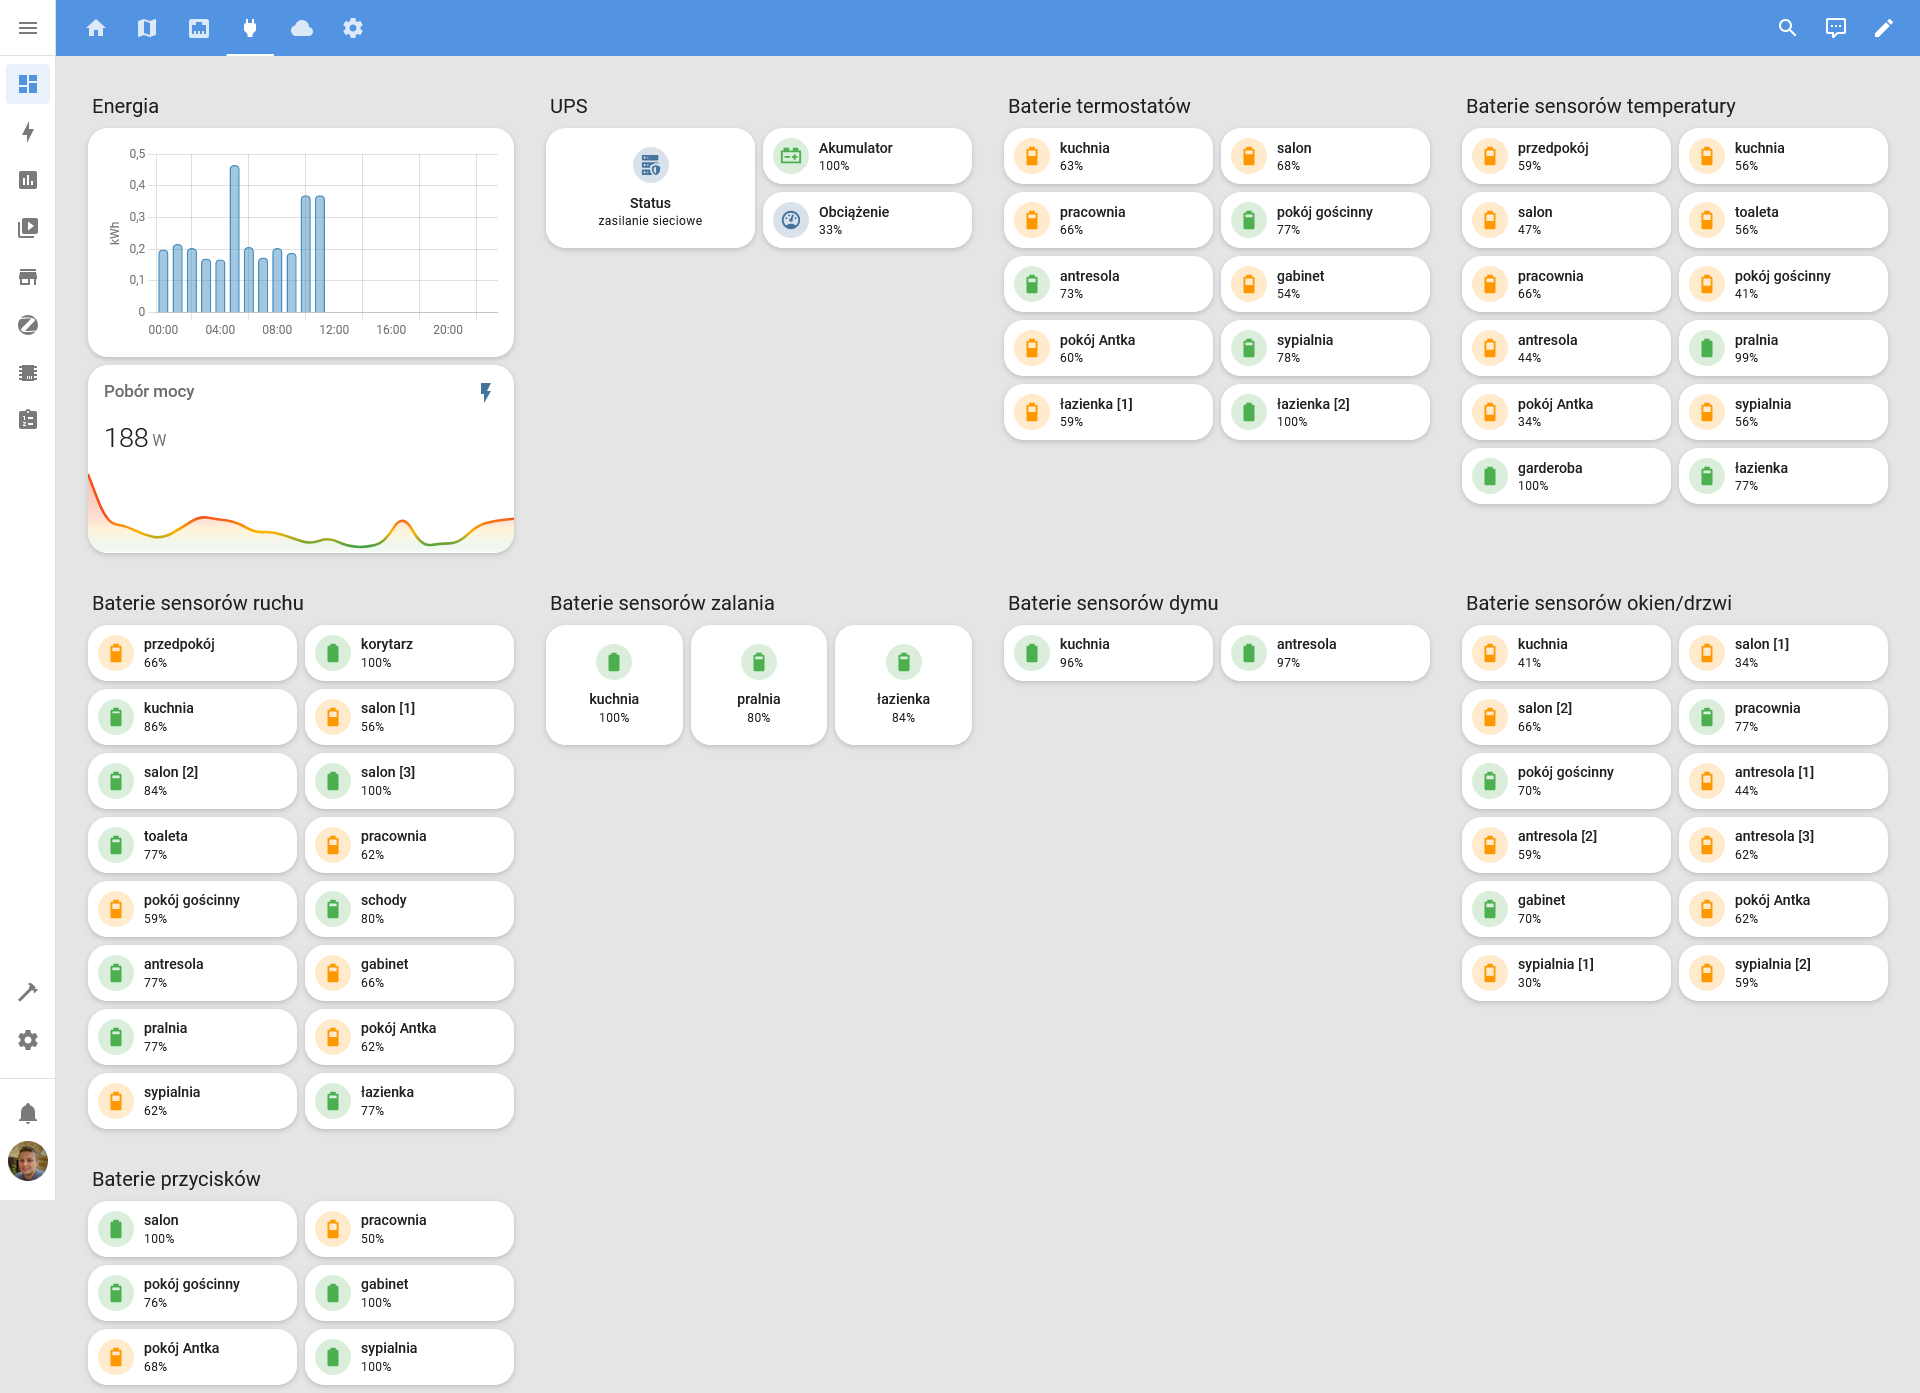 Energia
0,5
0,4
0,3
0,2
0,1
0
kWh
00:00 04:00 08:00 12:00 16:00 20:00
Pobór mocy
188 W
UPS
Status
zasilanie sieciowe
Akumulator
100%
Obciążenie
33%
Baterie termostatów
kuchnia
63%
salon
68%
pracownia
66%
pokój gościnny
77%
antresola
73%
gabinet
54%
pokój Antka
60%
sypialnia
78%
łazienka [1]
59%
łazienka [2]
100%
Baterie sensorów temperatury
przedpokój
59%
kuchnia
56%
salon
47%
toaleta
56%
pracownia
66%
pokój gościnny
41%
antresola
44%
pralnia
99%
pokój Antka
34%
sypialnia
56%
garderoba
100%
łazienka
77%
Baterie sensorów ruchu
przedpokój
66%
korytarz
100%
kuchnia
86%
salon [1]
56%
salon [2]
84%
salon [3]
100%
toaleta
77%
pracownia
62%
pokój gościnny
59%
schody
80%
antresola
77%
gabinet
66%
pralnia
77%
pokój Antka
62%
sypialnia
62%
łazienka
77%
Baterie sensorów zalania
kuchnia
100%
pralnia
80%
łazienka
84%
Baterie sensorów dymu
kuchnia
96%
antresola
97%
Baterie sensorów okien/drzwi
kuchnia
41%
salon [1]
34%
salon [2]
66%
pracownia
77%
pokój gościnny
70%
antresola [1]
44%
antresola [2]
59%
antresola [3]
62%
gabinet
70%
pokój Antka
62%
sypialnia [1]
30%
sypialnia [2]
59%
Baterie przycisków
salon
100%
pracownia
50%
pokój gościnny
76%
gabinet
100%
pokój Antka
68%
sypialnia
100%